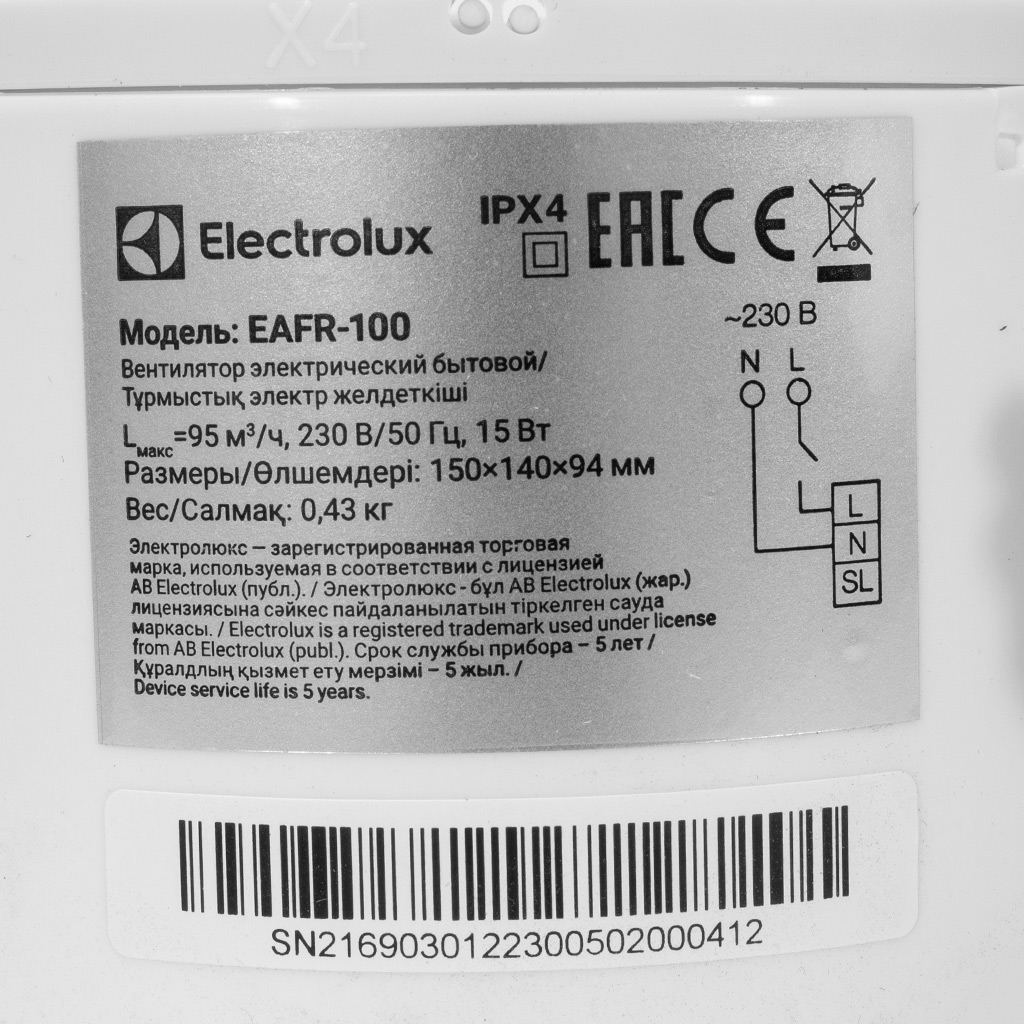 X4
Electrolux
IPX4
EAC CE
Модель: EAFR-100
Вентилятор электрический бытовой/
Тұрмыстық электр желдеткіші
Lмакс=95 м³/ч, 230 В/50 Гц, 15 Вт
Размеры/Өлшемдері: 150×140×94 мм
Вес/Салмақ: 0,43 кг
Электролюкс – зарегистрированная торговая
марка, используемая в соответствии с лицензией
AB Electrolux (публ.). / Электролюкс - бұл AB Electrolux (жар.)
лицензиясына сәйкес пайдаланылатын тіркелген сауда
маркасы. / Electrolux is a registered trademark used under license
from AB Electrolux (publ.). Срок службы прибора – 5 лет /
Құралдлың қызмет ету мерзімі – 5 жыл. /
Device service life is 5 years.
~230 В
N L
L
N
SL
SN2169030122300502000412